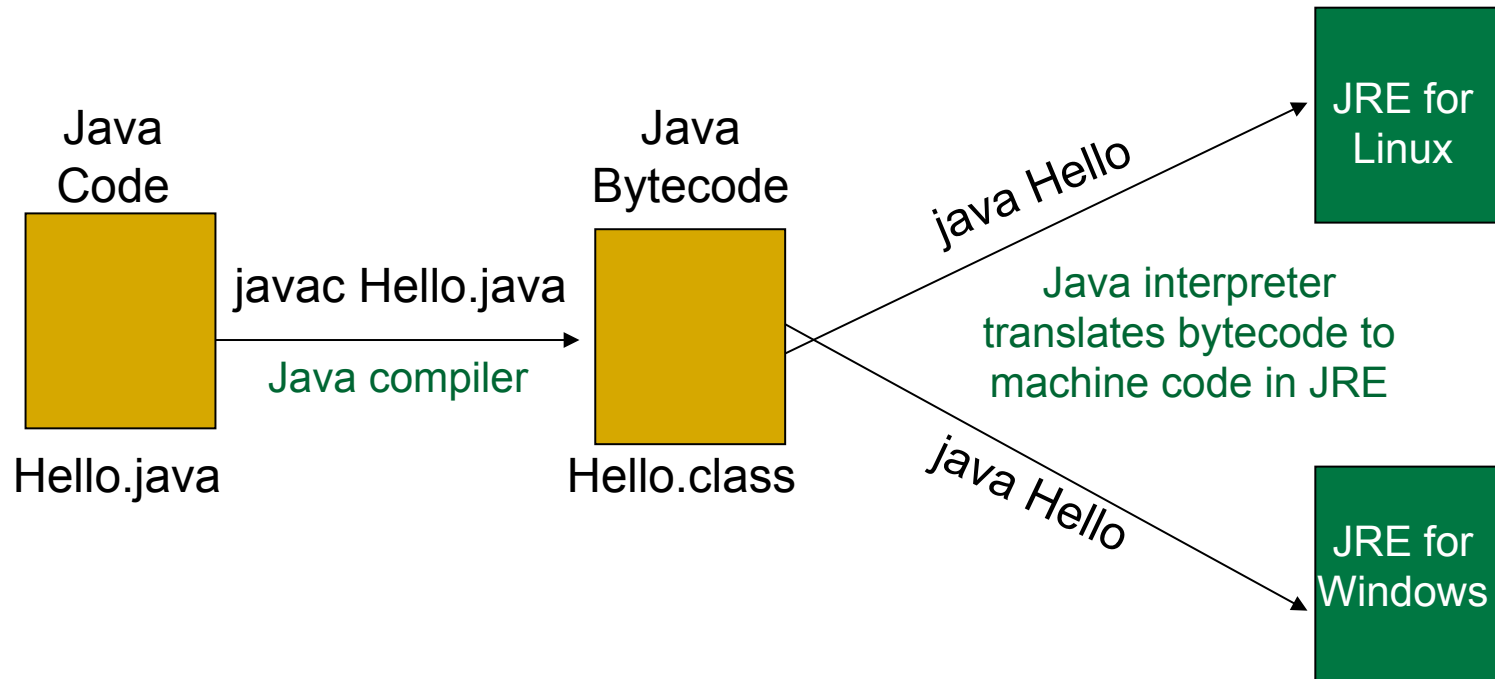 Java
Code
Hello.java
javac Hello.java
Java compiler
Java
Bytecode
Hello.class
java Hello
Java interpreter
translates bytecode to
machine code in JRE
java Hello
JRE for
Linux
JRE for
Windows